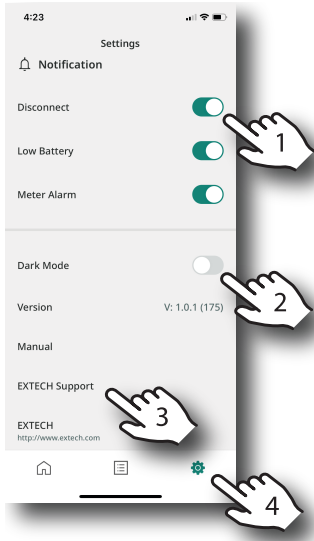 4:23
Settings
Notification
Disconnect
1
Low Battery
Meter Alarm
Dark Mode
2
Version V: 1.0.1 (175)
Manual
EXTECH Support
3
EXTECH
http://www.extech.com
4